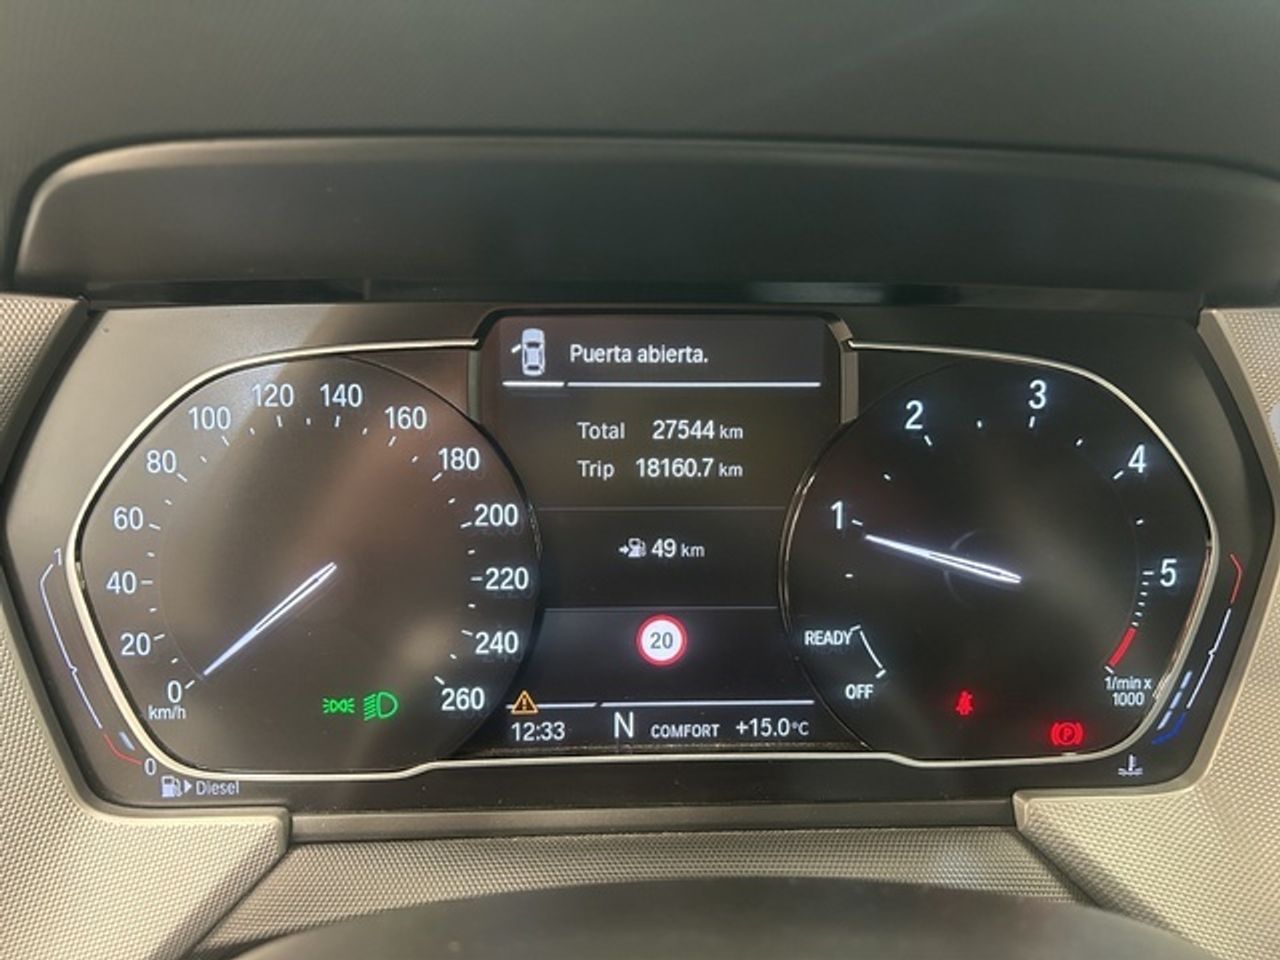 Puerta abierta.
Total 27544 km
Trip 18160.7 km
49 km
20
12:33 N COMFORT +15.0°C
0 20 40 60 80 100 120 140 160 180 200 220 240 260
km/h
1
0
Diesel
1 2 3 4 5
READY
OFF
1/min x
1000
P